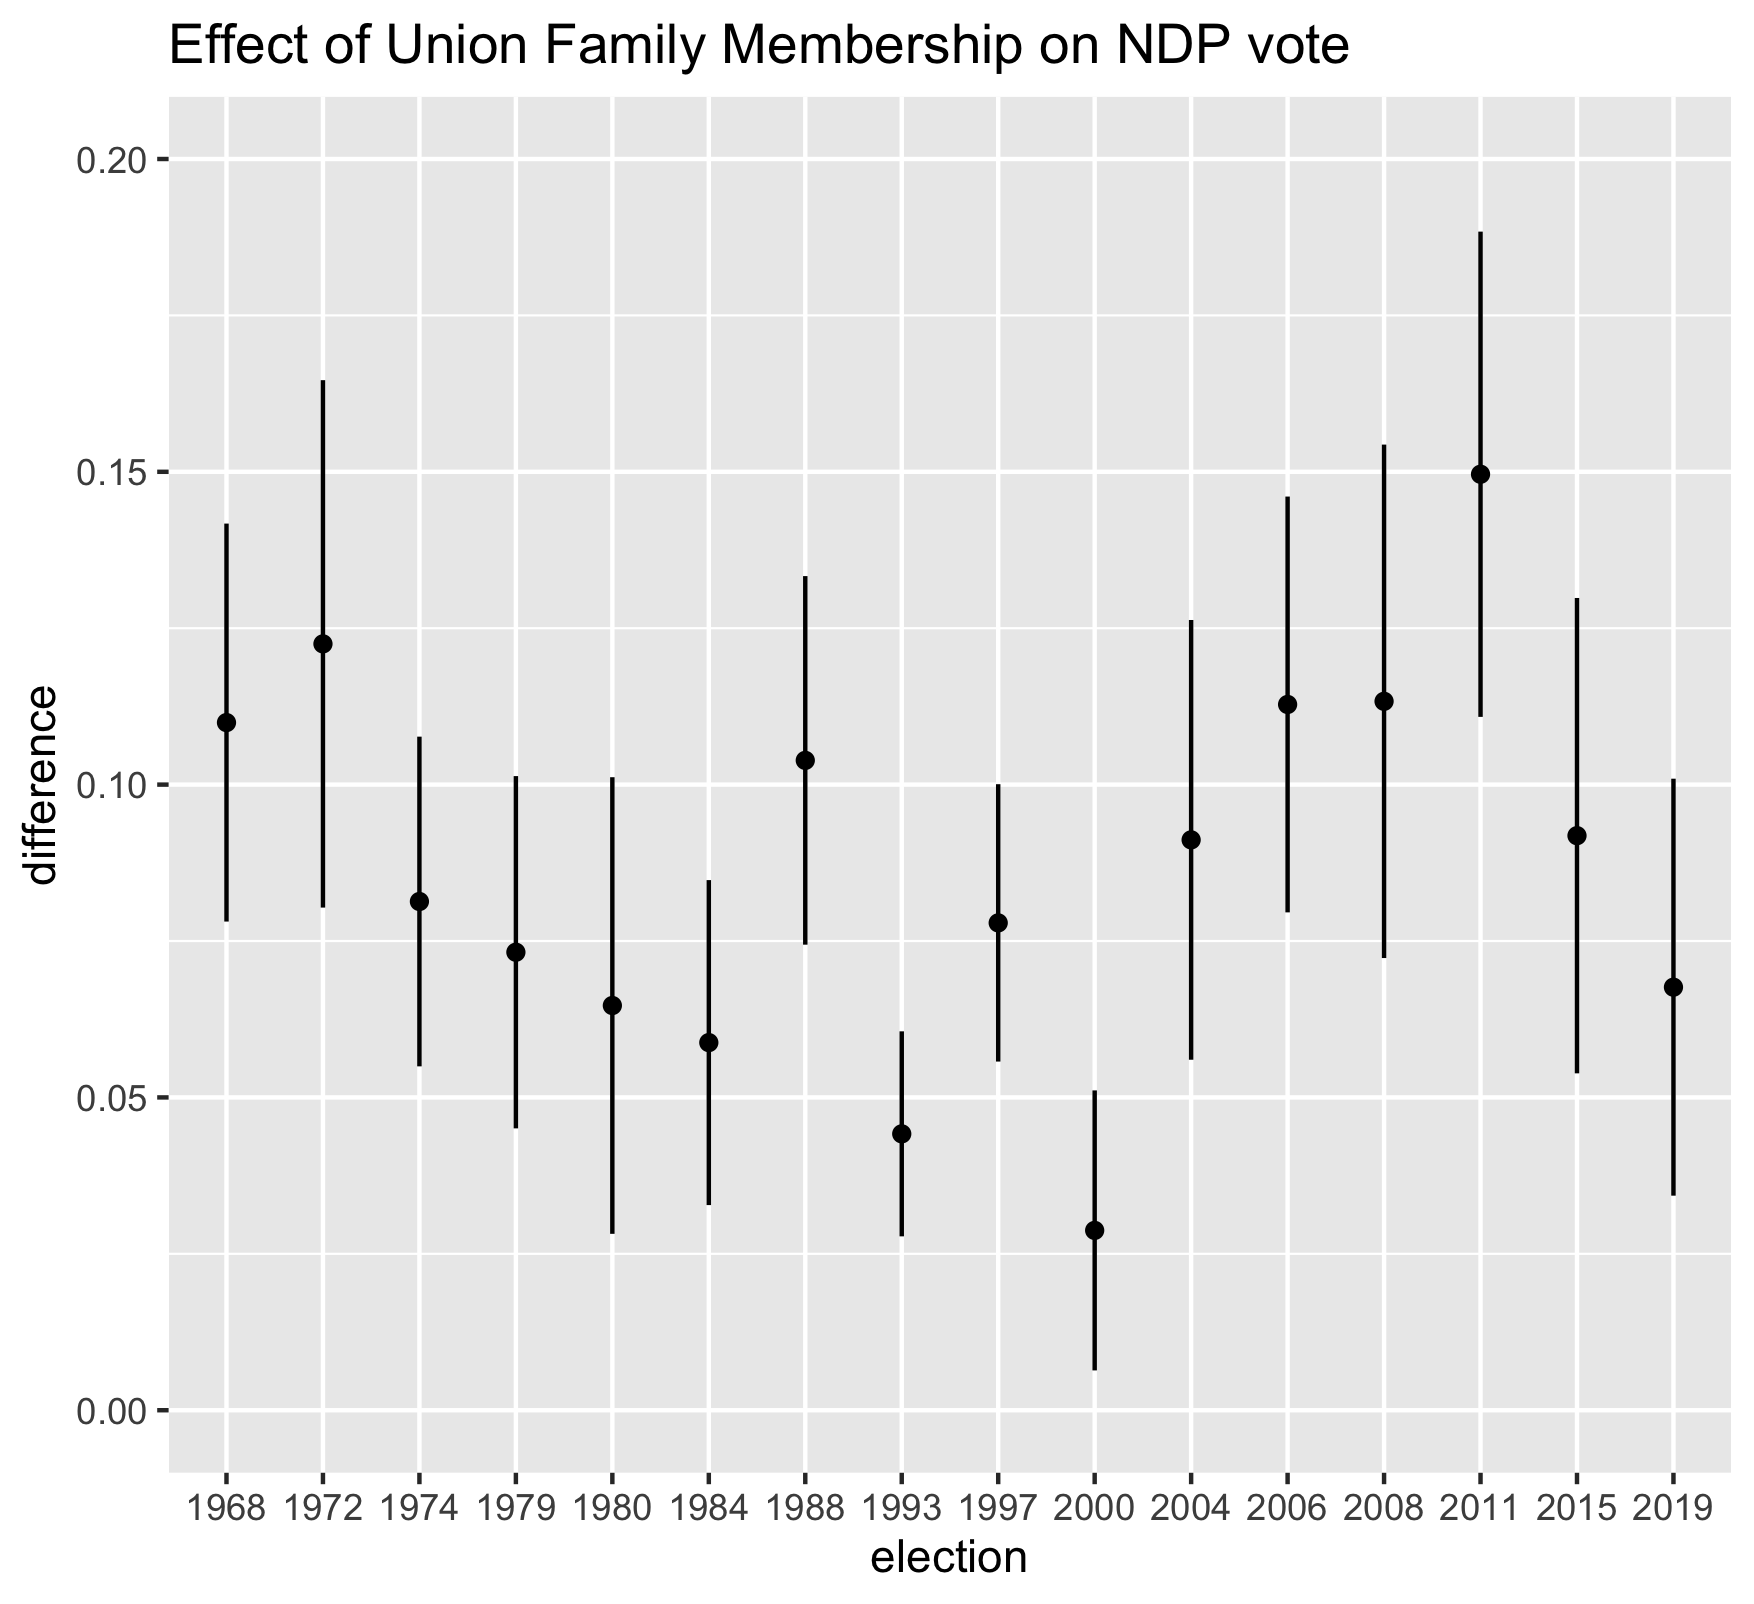 Effect of Union Family Membership on NDP vote
0.20
0.15
0.10
0.05
0.00
difference
1968 1972 1974 1979 1980 1984 1988 1993 1997 2000 2004 2006 2008 2011 2015 2019
election